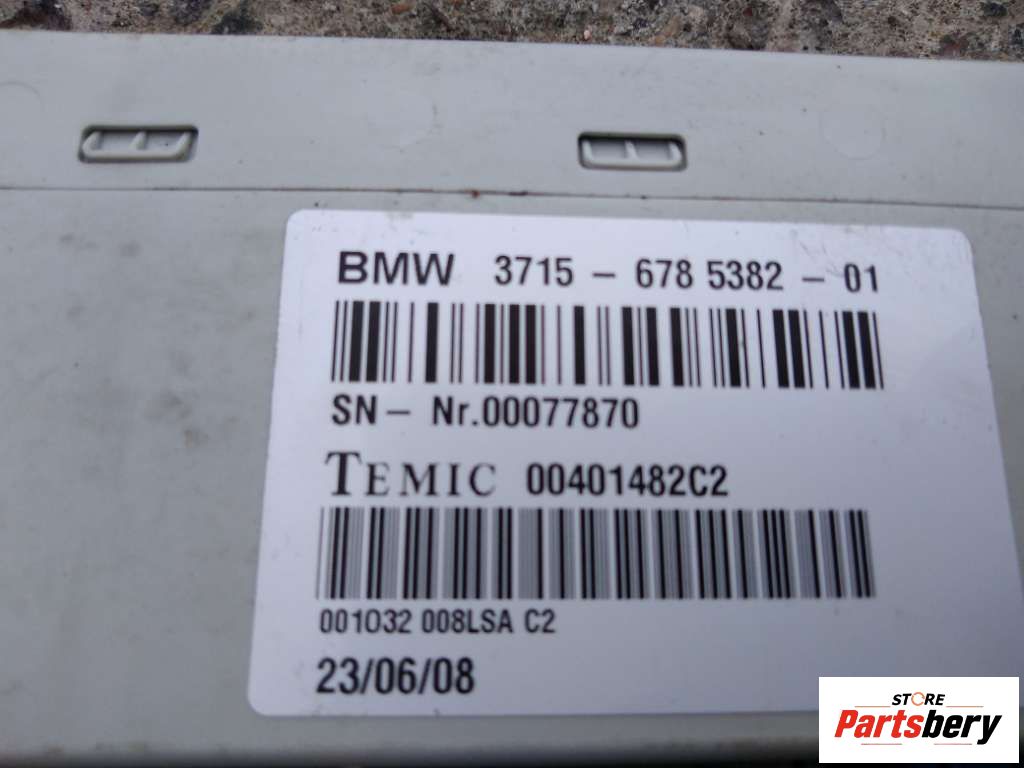 BMW 3715 – 678 5382 – 01
SN – Nr.00077870
TEMIC 00401482C2
001032 008LSA C2
23/06/08
STORE
Partsbery